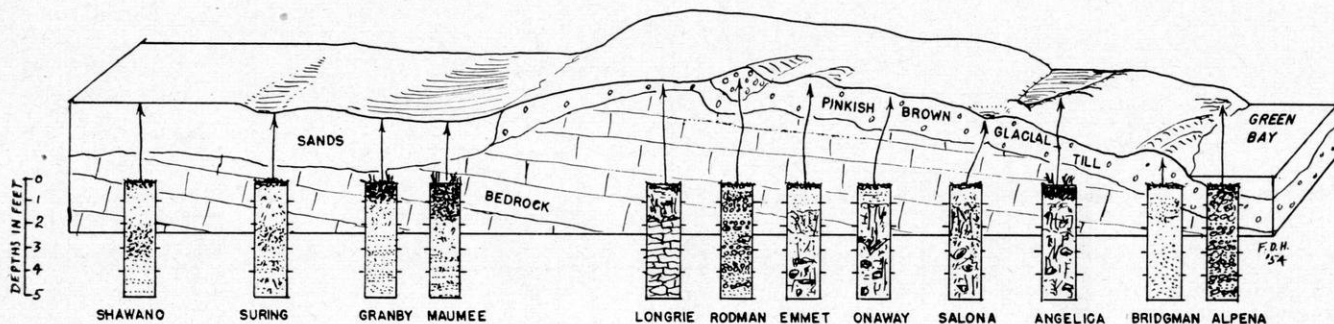 SANDS
BEDROCK
PINKISH BROWN
GLACIAL TILL
GREEN
BAY
DEPTHS IN FEET
0
1
2
3
4
5
F.D.H.
'54
SHAWANO SURING GRANBY MAUMEE LONGRIE RODMAN EMMET ONAWAY SALONA ANGELICA BRIDGMAN ALPENA